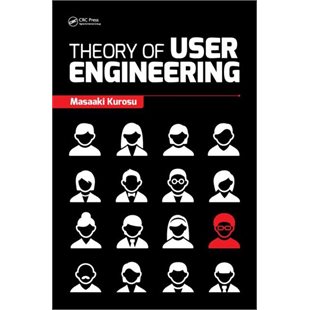 CRC Press
THEORY OF USER
ENGINEERING
Masaaki Kurosu